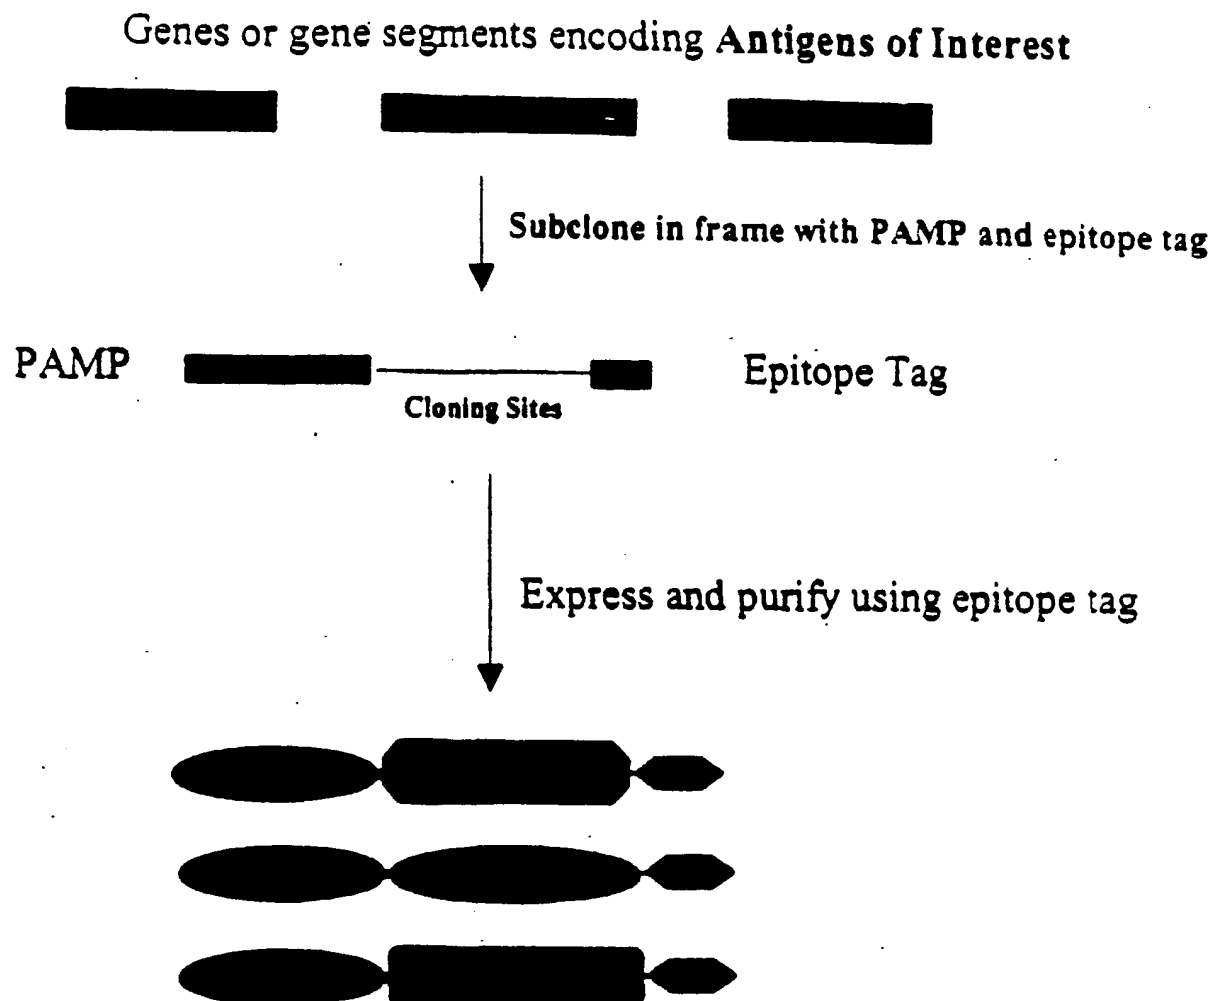 Genes or gene segments encoding Antigens of Interest
Subclone in frame with PAMP and epitope tag
PAMP
Epitope Tag
Cloning Sites
Express and purify using epitope tag